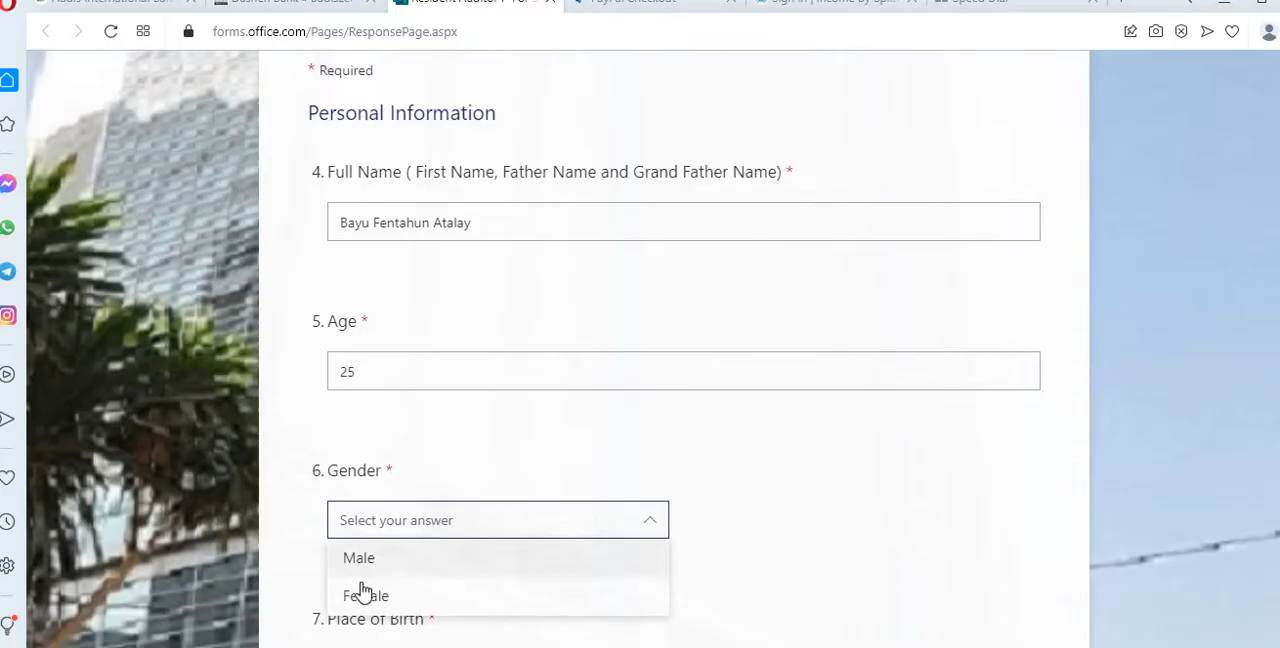 forms.office.com/Pages/ResponsePage.aspx
* Required
Personal Information
4. Full Name ( First Name, Father Name and Grand Father Name) *
Bayu Fentahun Atalay
5. Age *
25
6. Gender *
Select your answer
Male
Female
7. Place of Birth *